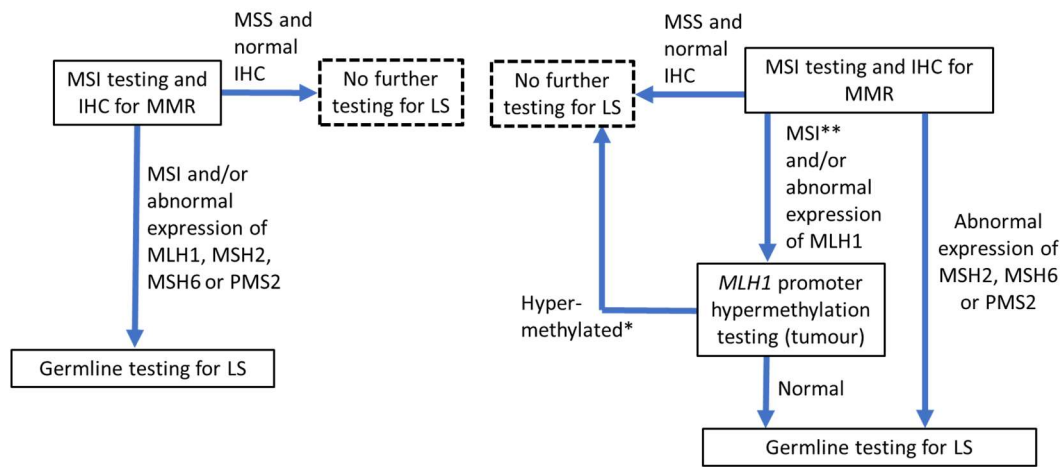 MSS and
normal
IHC
MSI testing and
IHC for MMR
No further
testing for LS
MSI and/or
abnormal
expression of
MLH1, MSH2,
MSH6 or PMS2
Germline testing for LS
MSS and
normal
IHC
No further
testing for LS
MSI testing and IHC for
MMR
MSI**
and/or
abnormal
expression
of MLH1
Abnormal
expression of
MSH2, MSH6
or PMS2
Hyper-
methylated*
MLH1 promoter
hypermethylation
testing (tumour)
Normal
Germline testing for LS